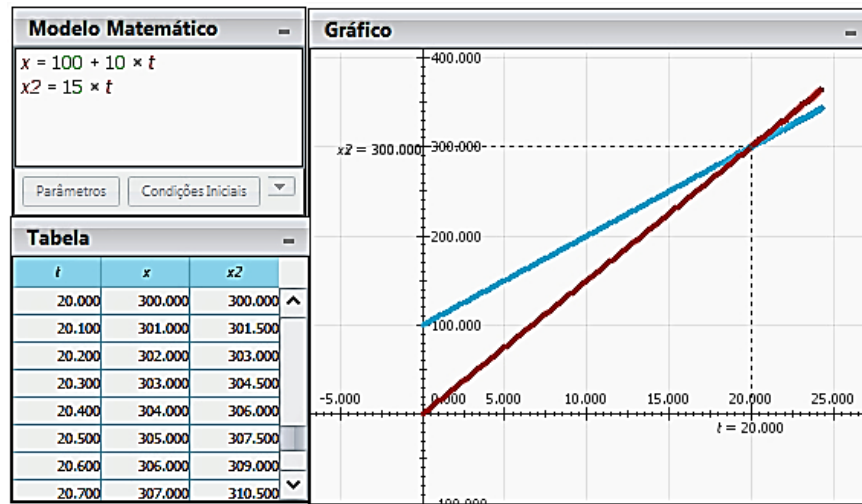 Modelo Matemático
x = 100 + 10 × t
x2 = 15 × t
Parâmetros Condições Iniciais
Tabela
t x x2
20.000 300.000 300.000
20.100 301.000 301.500
20.200 302.000 303.000
20.300 303.000 304.500
20.400 304.000 306.000
20.500 305.000 307.500
20.600 306.000 309.000
20.700 307.000 310.500
Gráfico
400.000
x2 = 300.000 300.000
200.000
100.000
-5.000 0.000 5.000 10.000 15.000 20.000 25.000
t = 20.000
-100.000